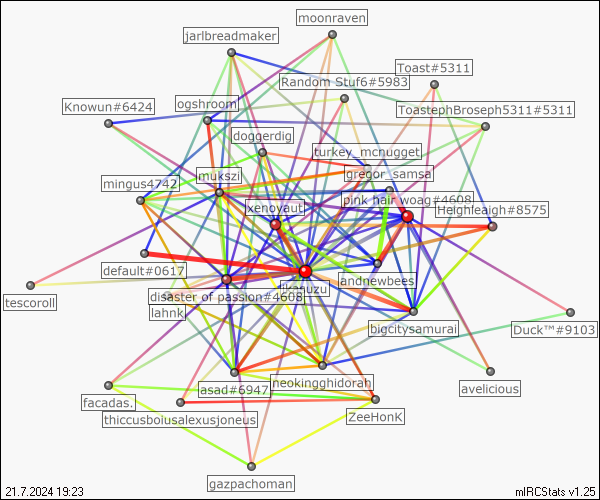 moonraven
jarlbreadmaker
Toast#5311
Random Stuf6#5983
Knowun#6424
ogshroom
ToastephBroseph5311#5311
doggerdig
turkey_mcnugget
mukszi
gregor_samsa
mingus4742
pink hair woag#4608
xenoyaut
Heighleaigh#8575
default#0617
ikasuzu
andnewbees
tescoroll
disaster of passion#4608
lahnk
bigcitysamurai
Duck™#9103
asad#6947
neokingghidorah
avelicious
facadas.
thiccusboiusalexusjoneus
ZeeHonK
gazpachoman
21.7.2024 19:23
mIRCStats v1.25